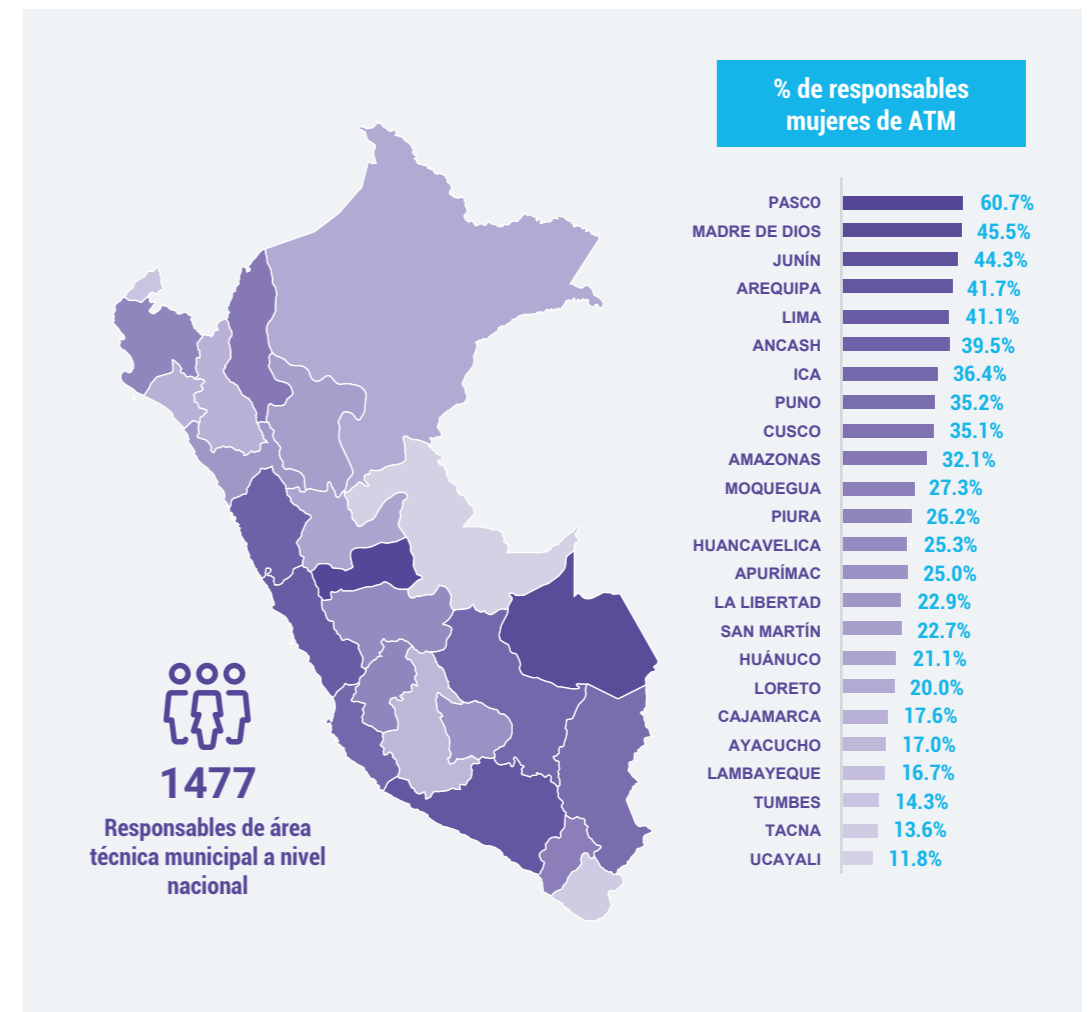 % de responsables
mujeres de ATM
PASCO 60.7%
MADRE DE DIOS 45.5%
JUNÍN 44.3%
AREQUIPA 41.7%
LIMA 41.1%
ANCASH 39.5%
ICA 36.4%
PUNO 35.2%
CUSCO 35.1%
AMAZONAS 32.1%
MOQUEGUA 27.3%
PIURA 26.2%
HUANCAVELICA 25.3%
APURÍMAC 25.0%
LA LIBERTAD 22.9%
SAN MARTÍN 22.7%
HUÁNUCO 21.1%
LORETO 20.0%
CAJAMARCA 17.6%
AYACUCHO 17.0%
LAMBAYEQUE 16.7%
TUMBES 14.3%
TACNA 13.6%
UCAYALI 11.8%
1477
Responsables de área
técnica municipal a nivel
nacional